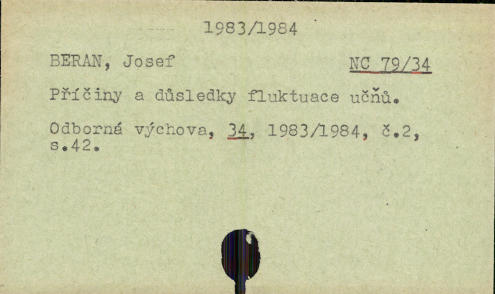 1983/1984
BERAN, Josef NC 79/34
Příčiny a důsledky fluktuace učňů.
Odborná výchova, 34, 1983/1984, č.2,
s.42.